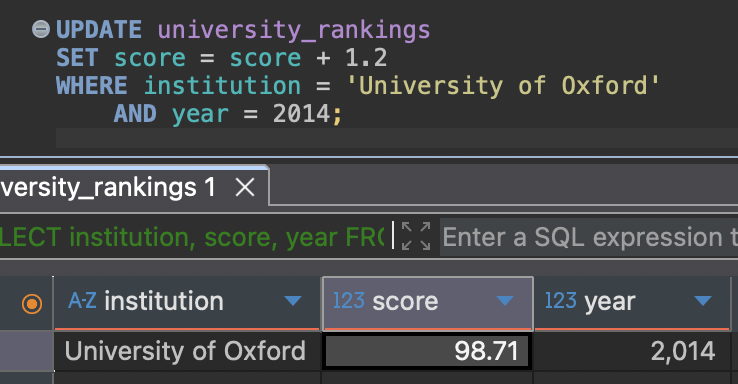 UPDATE university_rankings
SET score = score + 1.2
WHERE institution = 'University of Oxford'
AND year = 2014;
versity_rankings 1
LECT institution, score, year FR
Enter a SQL expression t
A-Z institution 123 score 123 year
University of Oxford 98.71 2,014